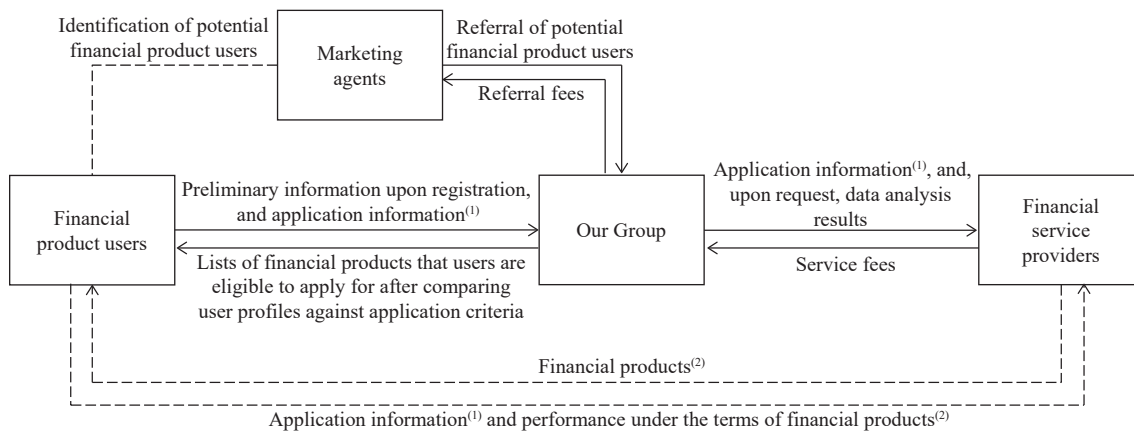 Identification of potential
financial product users
Marketing
agents
Referral of potential
financial product users
Referral fees
Financial
product users
Preliminary information upon registration,
and application information(1)
Lists of financial products that users are
eligible to apply for after comparing
user profiles against application criteria
Our Group
Application information(1), and,
upon request, data analysis
results
Service fees
Financial
service
providers
Financial products(2)
Application information(1) and performance under the terms of financial products(2)